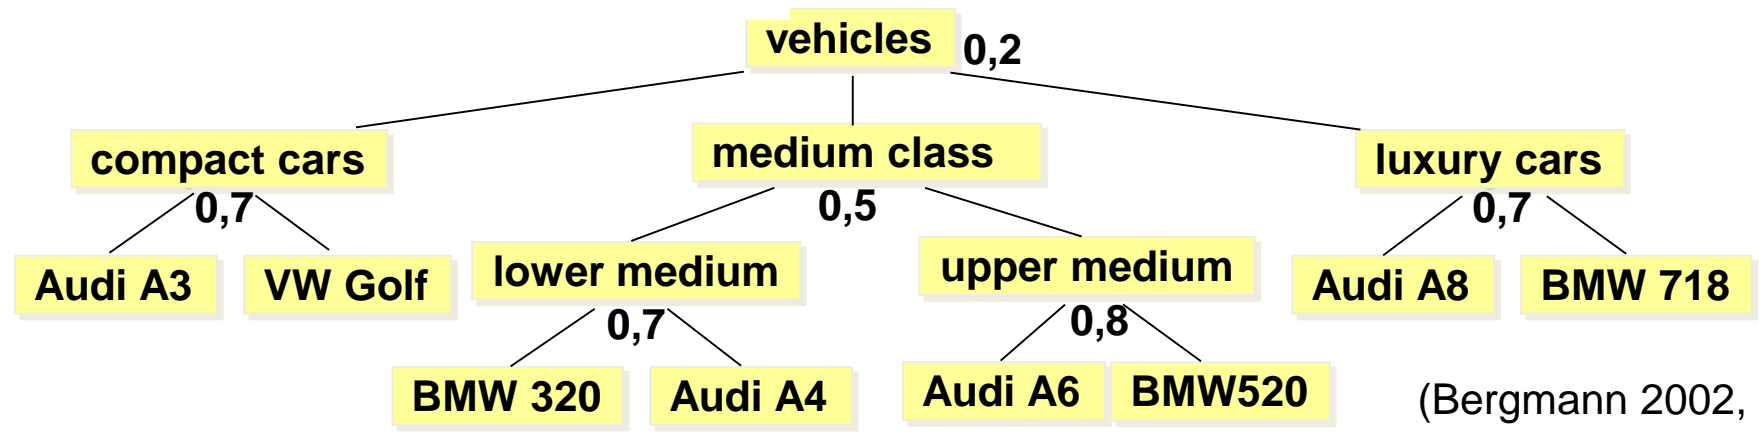 vehicles 0,2
compact cars
medium class
luxury cars
0,7
0,5
0,7
Audi A3
VW Golf
lower medium
upper medium
Audi A8
BMW 718
0,7
0,8
BMW 320
Audi A4
Audi A6
BMW520
(Bergmann 2002,